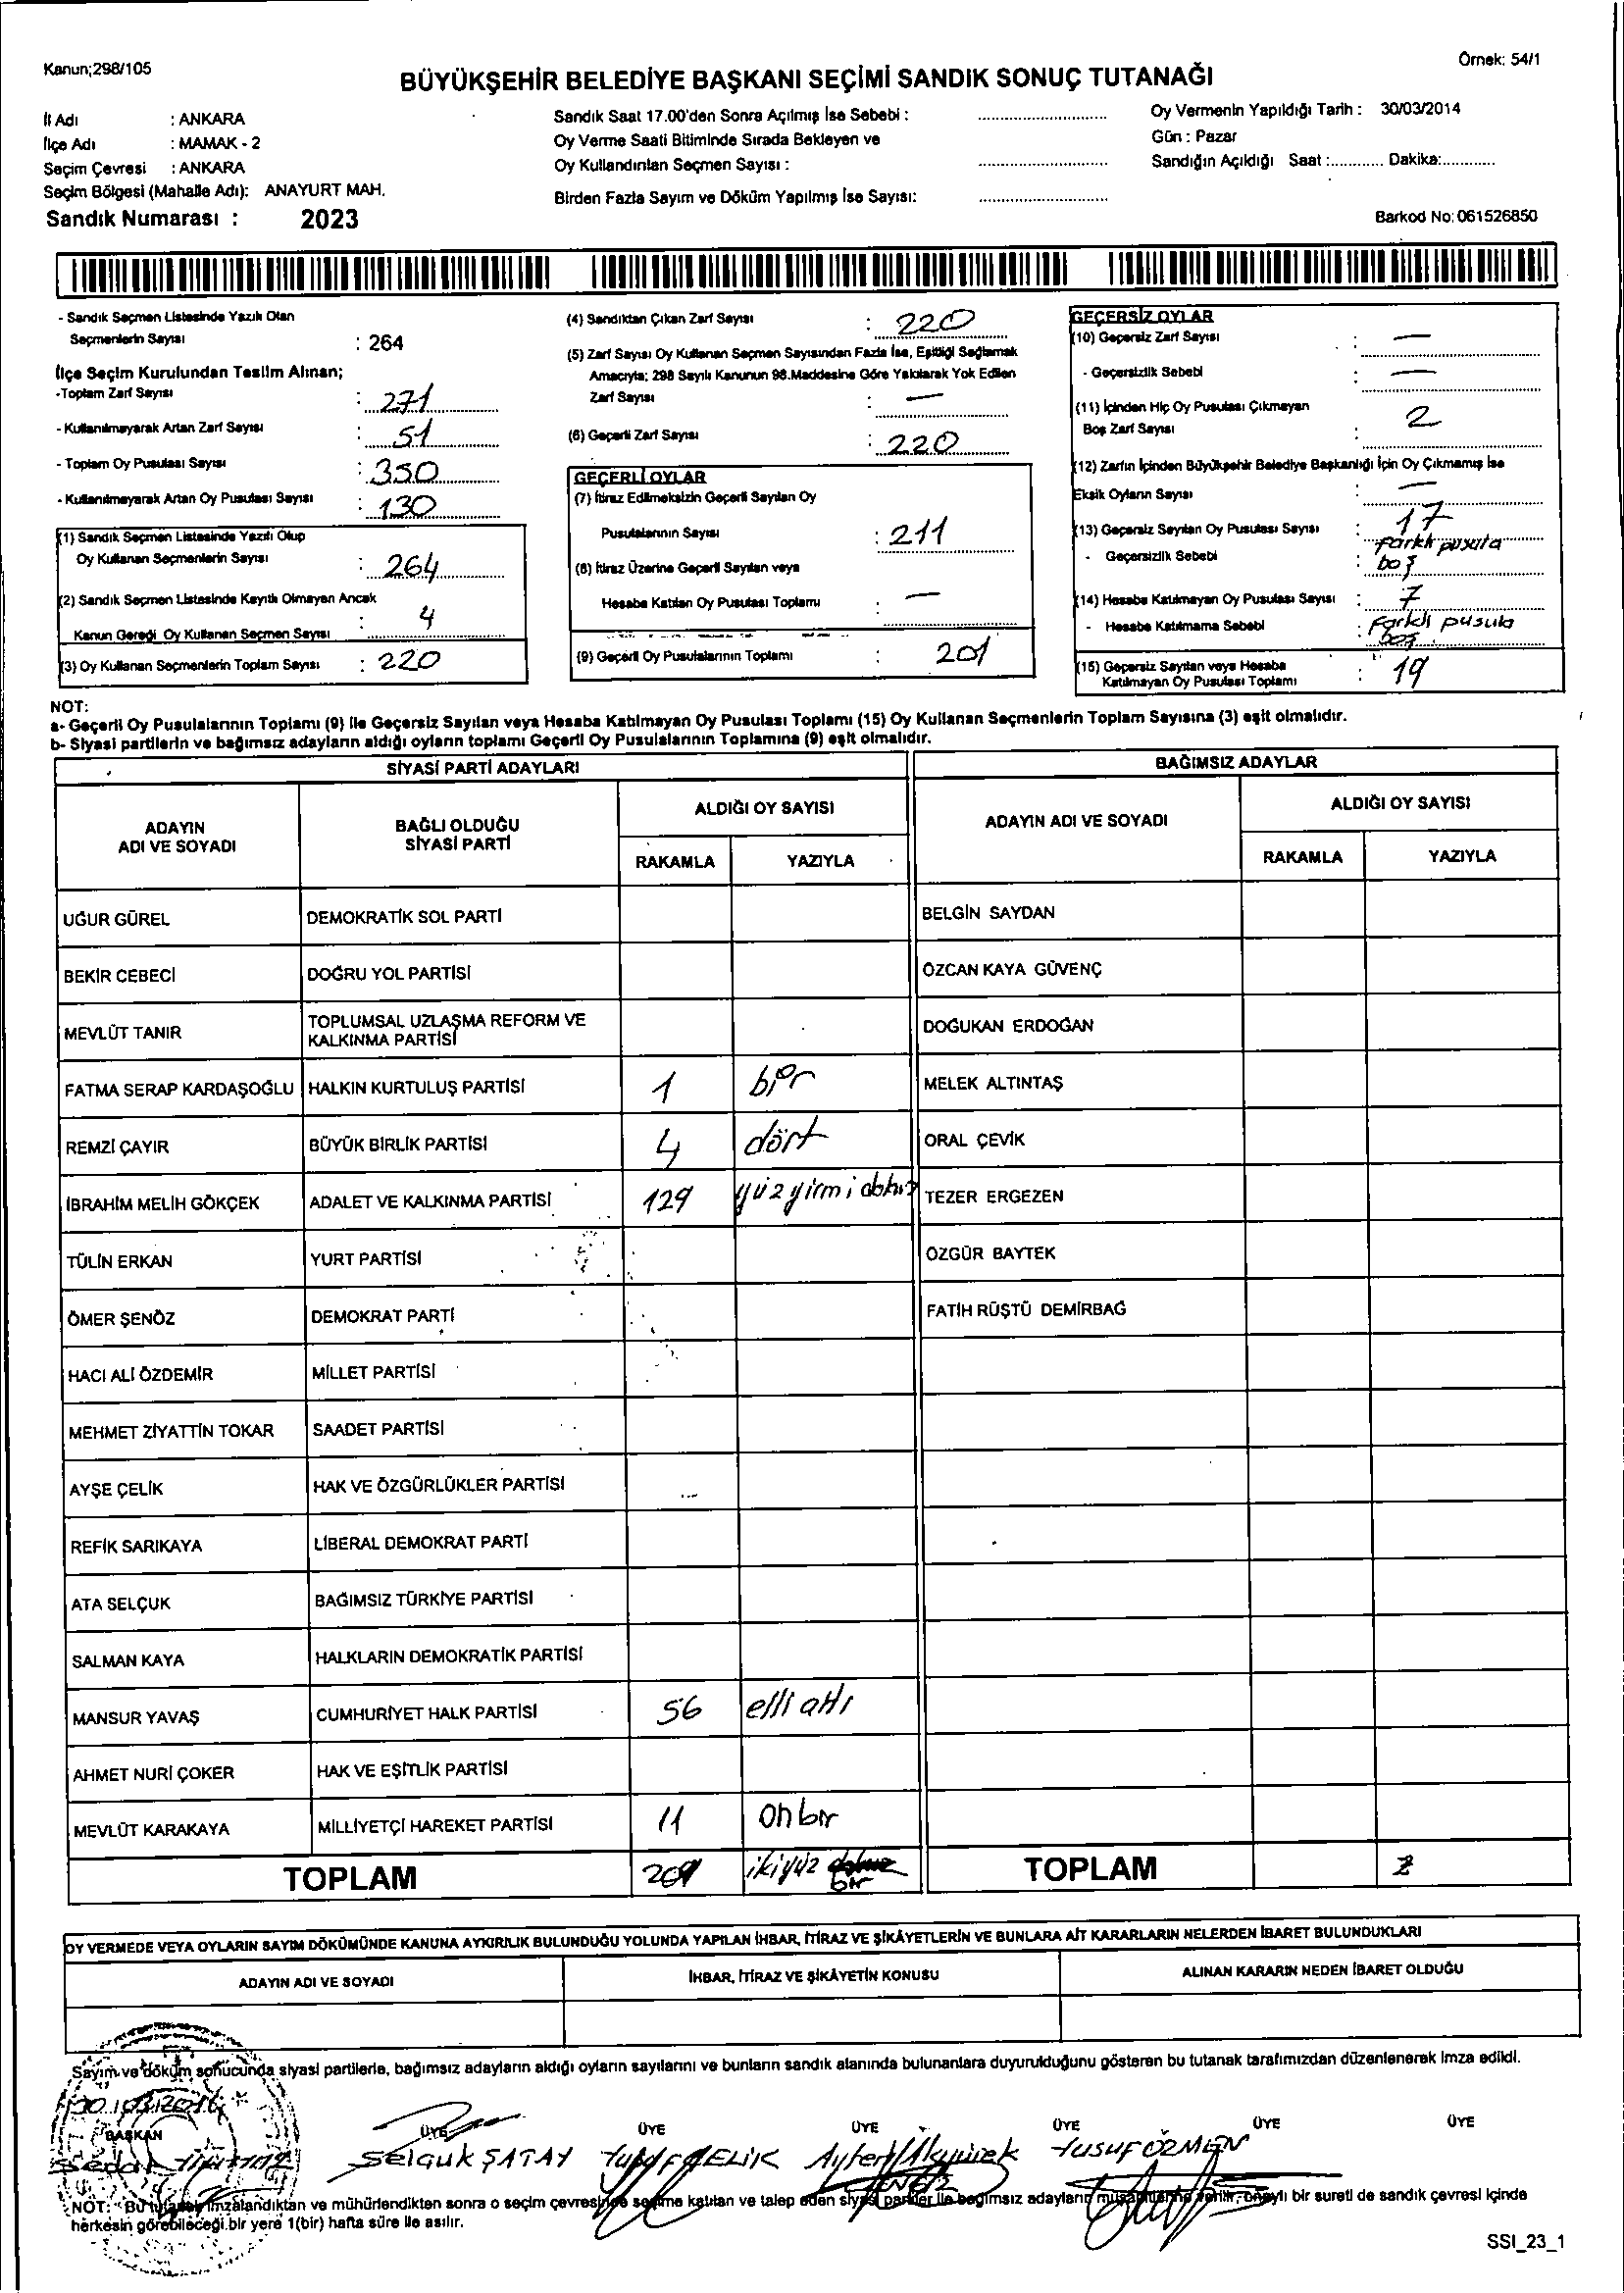 Kanun;298/105
Örnek: 54/1
BÜYÜKŞEHİR BELEDİYE BAŞKANI SEÇİMİ SANDIK SONUÇ TUTANAĞI
İl Adı : ANKARA
İlçe Adı : MAMAK - 2
Seçim Çevresi : ANKARA
Seçim Bölgesi (Mahalle Adı): ANAYURT MAH.
Sandık Numarası : 2023
Sandık Saat 17.00'den Sonra Açılmış İse Sebebi :
Oy Verme Saati Bitiminde Sırada Bekleyen ve
Oy Kullandırılan Seçmen Sayısı :
Birden Fazla Sayım ve Döküm Yapılmış İse Sayısı:
Oy Vermenin Yapıldığı Tarih : 30/03/2014
Gün : Pazar
Sandığın Açıldığı Saat :............ Dakika:............
Barkod No: 061526850
- Sandık Seçmen Listesinde Yazılı Olan
Seçmenlerin Sayısı : 264
İlçe Seçim Kurulundan Teslim Alınan;
-Toplam Zarf Sayısı : 271
- Kullanılmayarak Artan Zarf Sayısı : 51
- Toplam Oy Pusulası Sayısı : 350
- Kullanılmayarak Artan Oy Pusulası Sayısı : 130
(1) Sandık Seçmen Listesinde Yazılı Olup
Oy Kullanan Seçmenlerin Sayısı : 264
(2) Sandık Seçmen Listesinde Kayıtlı Olmayan Ancak
Kanun Gereği Oy Kullanan Seçmen Sayısı : 4
(3) Oy Kullanan Seçmenlerin Toplam Sayısı : 220
(4) Sandıktan Çıkan Zarf Sayısı : 220
(5) Zarf Sayısı Oy Kullanan Seçmen Sayısından Fazla İse, Eşitliği Sağlamak
Amacıyla; 298 Sayılı Kanunun 98.Maddesine Göre Yakılarak Yok Edilen
Zarf Sayısı : —
(6) Geçerli Zarf Sayısı : 220
GEÇERLİ OYLAR
(7) İtiraz Edilmeksizin Geçerli Sayılan Oy
Pusulalarının Sayısı : 211
(8) İtiraz Üzerine Geçerli Sayılan veya
Hesaba Katılan Oy Pusulası Toplamı : —
(9) Geçerli Oy Pusulalarının Toplamı : 201
GEÇERSİZ OYLAR
(10) Geçersiz Zarf Sayısı : —
- Geçersizlik Sebebi : —
(11) İçinden Hiç Oy Pusulası Çıkmayan
Boş Zarf Sayısı : 2
(12) Zarfın İçinden Büyükşehir Belediye Başkanlığı İçin Oy Çıkmamış İse
Eksik Oyların Sayısı : —
(13) Geçersiz Sayılan Oy Pusulası Sayısı : 17
- Geçersizlik Sebebi : farklı pusula
boş
(14) Hesaba Katılmayan Oy Pusulası Sayısı : 7
- Hesaba Katılmama Sebebi : Farklı pusula
boş
(15) Geçersiz Sayılan veya Hesaba
Katılmayan Oy Pusulası Toplamı : 19
NOT:
a- Geçerli Oy Pusulalarının Toplamı (9) ile Geçersiz Sayılan veya Hesaba Katılmayan Oy Pusulası Toplamı (15) Oy Kullanan Seçmenlerin Toplam Sayısına (3) eşit olmalıdır.
b- Siyasi partilerin ve bağımsız adayların aldığı oyların toplamı Geçerli Oy Pusulalarının Toplamına (9) eşit olmalıdır.
SİYASİ PARTİ ADAYLARI BAĞIMSIZ ADAYLAR
ADAYIN
ADI VE SOYADI
BAĞLI OLDUĞU
SİYASİ PARTİ
ALDIĞI OY SAYISI
RAKAMLA YAZIYLA
ADAYIN ADI VE SOYADI
ALDIĞI OY SAYISI
RAKAMLA YAZIYLA
UĞUR GÜREL DEMOKRATİK SOL PARTİ BELGİN SAYDAN
BEKİR CEBECİ DOĞRU YOL PARTİSİ ÖZCAN KAYA GÜVENÇ
MEVLÜT TANIR TOPLUMSAL UZLAŞMA REFORM VE
KALKINMA PARTİSİ DOĞUKAN ERDOĞAN
FATMA SERAP KARDAŞOĞLU HALKIN KURTULUŞ PARTİSİ 1 bir MELEK ALTINTAŞ
REMZİ ÇAYIR BÜYÜK BİRLİK PARTİSİ 4 dört ORAL ÇEVİK
İBRAHİM MELİH GÖKÇEK ADALET VE KALKINMA PARTİSİ 129 yüzyirmi dokuz TEZER ERGEZEN
TÜLİN ERKAN YURT PARTİSİ ÖZGÜR BAYTEK
ÖMER ŞENÖZ DEMOKRAT PARTİ FATİH RÜŞTÜ DEMİRBAĞ
HACI ALİ ÖZDEMİR MİLLET PARTİSİ
MEHMET ZİYATTİN TOKAR SAADET PARTİSİ
AYŞE ÇELİK HAK VE ÖZGÜRLÜKLER PARTİSİ
REFİK SARIKAYA LİBERAL DEMOKRAT PARTİ
ATA SELÇUK BAĞIMSIZ TÜRKİYE PARTİSİ
SALMAN KAYA HALKLARIN DEMOKRATİK PARTİSİ
MANSUR YAVAŞ CUMHURİYET HALK PARTİSİ 56 elli altı
AHMET NURİ ÇOKER HAK VE EŞİTLİK PARTİSİ
MEVLÜT KARAKAYA MİLLİYETÇİ HAREKET PARTİSİ 11 on bir
TOPLAM 201 ikiyüz bir TOPLAM
OY VERMEDE VEYA OYLARIN SAYIM DÖKÜMÜNDE KANUNA AYKIRILIK BULUNDUĞU YOLUNDA YAPILAN İHBAR, İTİRAZ VE ŞİKÂYETLERİN VE BUNLARA AİT KARARLARIN NELERDEN İBARET BULUNDUKLARI
ADAYIN ADI VE SOYADI İHBAR, İTİRAZ VE ŞİKÂYETİN KONUSU ALINAN KARARIN NEDEN İBARET OLDUĞU
Sayım ve döküm sonucunda siyasi partilerle, bağımsız adayların aldığı oyların sayılarını ve bunların sandık alanında bulunanlara duyurulduğunu gösteren bu tutanak tarafımızdan düzenlenerek imza edildi.
30.03.2014
BAŞKAN ÜYE ÜYE ÜYE ÜYE ÜYE ÜYE
Sedat Selçuk ŞATAY Yusuf ÇELİK Ayfer Akyürek Yusuf ÖZMEN
NOT: Bu tutanak imzalandıktan ve mühürlendikten sonra o seçim çevresinde seçime katılan ve talep eden siyasi partiler ile bağımsız adayların müşahitlerine verilir, onaylı bir sureti de sandık çevresi içinde
herkesin görebileceği bir yere 1(bir) hafta süre ile asılır.
SSI_23_1